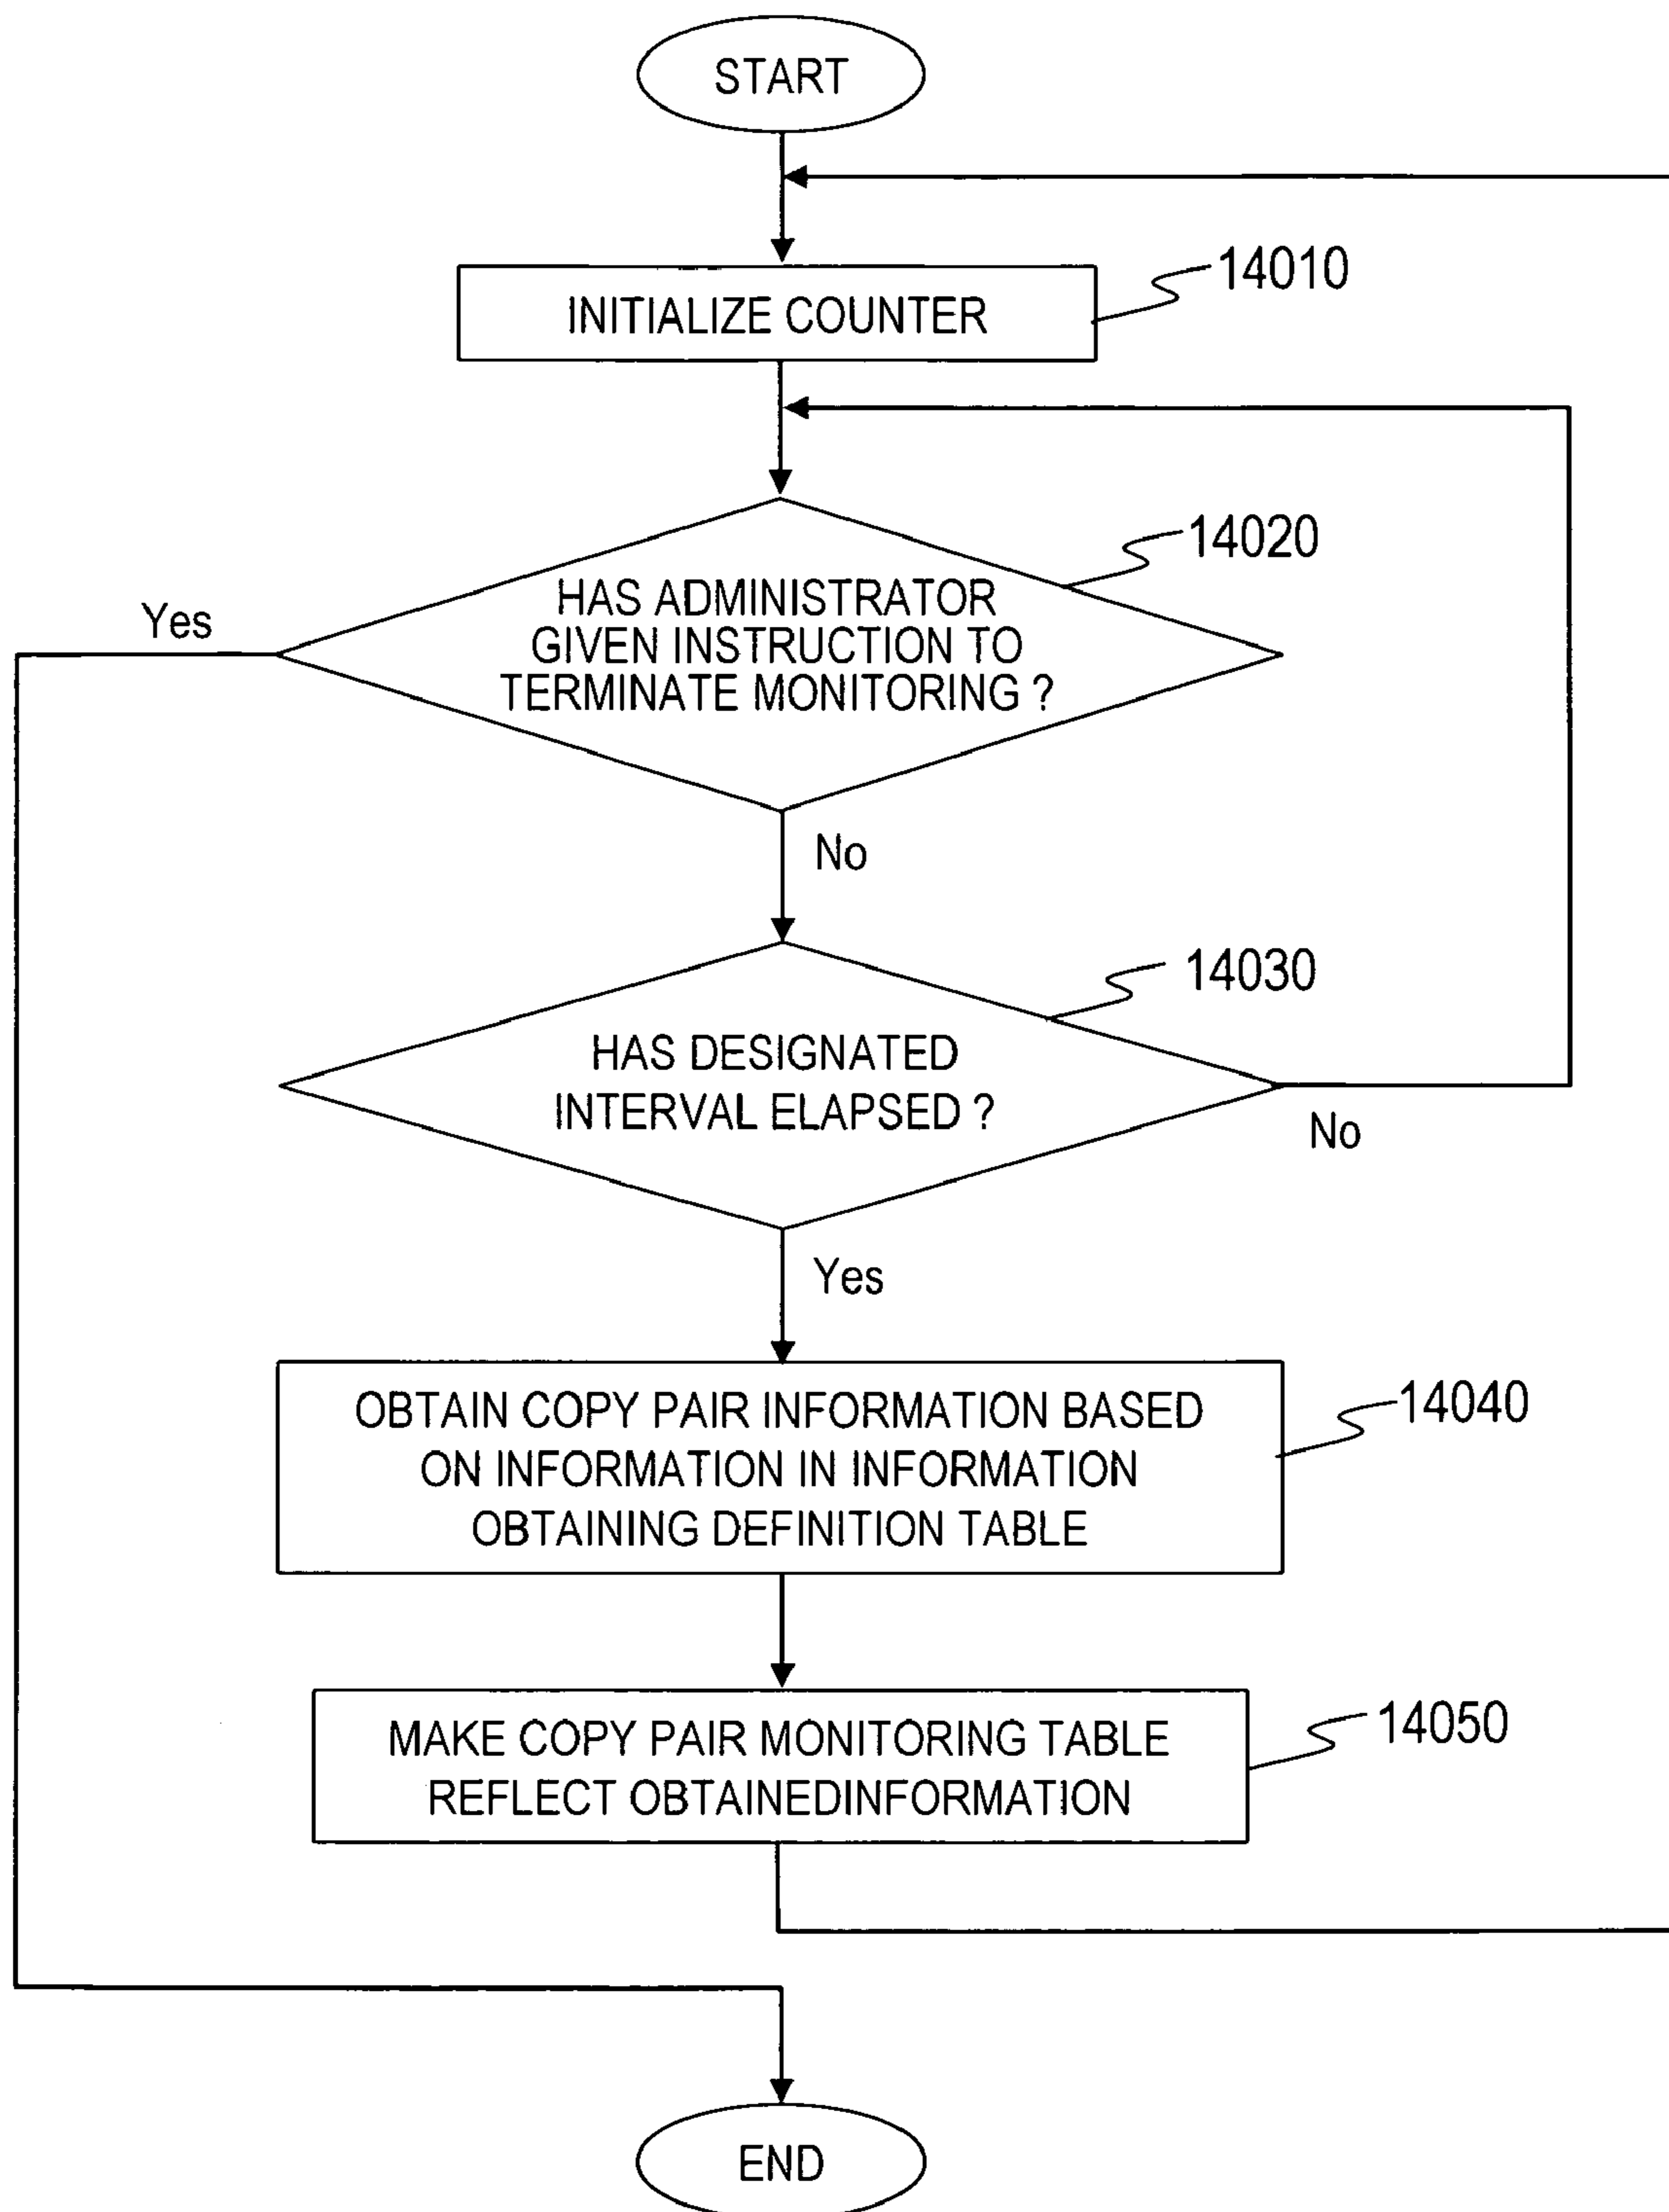 START
14010
INITIALIZE COUNTER
14020
HAS ADMINISTRATOR
GIVEN INSTRUCTION TO
TERMINATE MONITORING ?
Yes
No
14030
HAS DESIGNATED
INTERVAL ELAPSED ?
No
Yes
14040
OBTAIN COPY PAIR INFORMATION BASED
ON INFORMATION IN INFORMATION
OBTAINING DEFINITION TABLE
14050
MAKE COPY PAIR MONITORING TABLE
REFLECT OBTAINEDINFORMATION
END